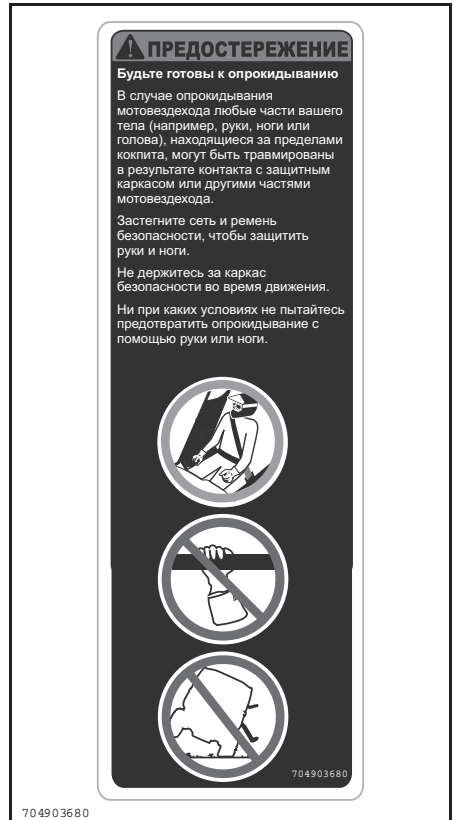 ПРЕДОСТЕРЕЖЕНИЕ
Будьте готовы к опрокидыванию
В случае опрокидывания
мотовездехода любые части вашего
тела (например, руки, ноги или
голова), находящиеся за пределами
кокпита, могут быть травмированы
в результате контакта с защитным
каркасом или другими частями
мотовездехода.
Застегните сеть и ремень
безопасности, чтобы защитить
руки и ноги.
Не держитесь за каркас
безопасности во время движения.
Ни при каких условиях не пытайтесь
предотвратить опрокидывание с
помощью руки или ноги.
704903680
704903680